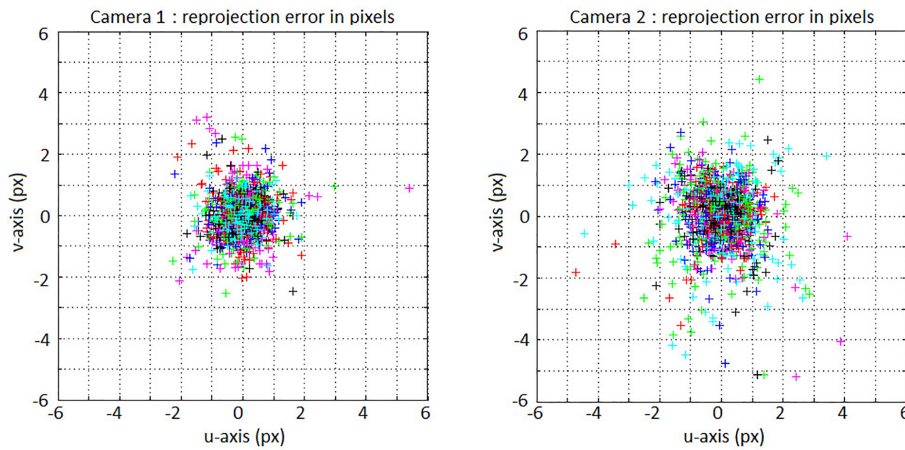 Camera 1 : reprojection error in pixels
6
4
2
0
-2
-4
-6
v-axis (px)
-6 -4 -2 0 2 4 6
u-axis (px)
Camera 2 : reprojection error in pixels
6
4
2
0
-2
-4
-6
v-axis (px)
-6 -4 -2 0 2 4 6
u-axis (px)